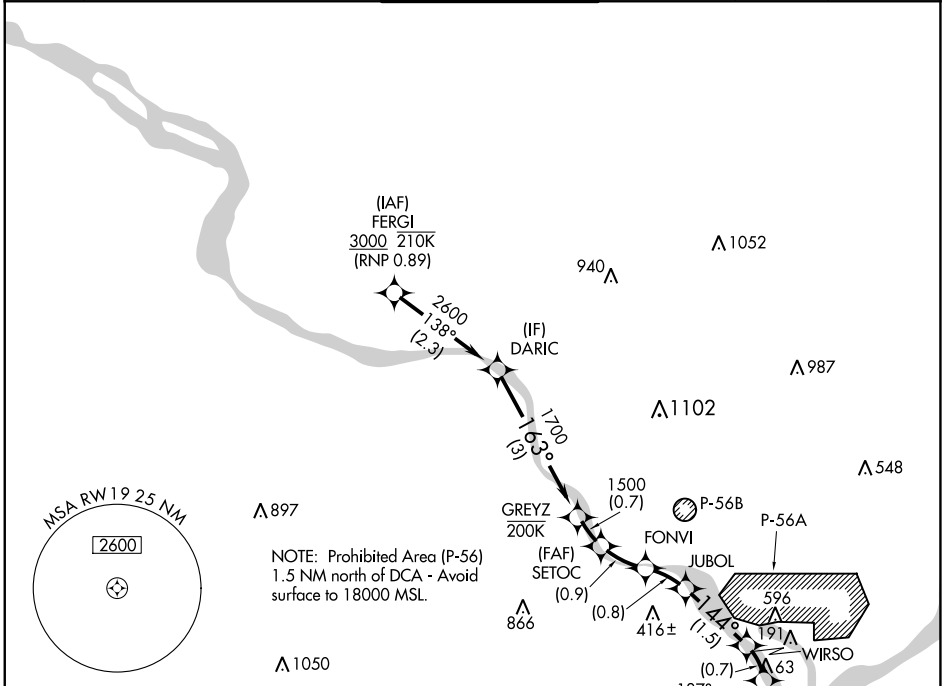 (IAF)
FERGI
3000 210K
(RNP 0.89)
2600
138°
(2.3)
(IF)
DARIC
940
1052
987
1102
548
1700
163°
(3)
1500
(0.7)
GREYZ
200K
(FAF)
SETOC
(0.9)
FONVI
(0.8)
JUBOL
P-56B
P-56A
596
191
144°
(1.5)
WIRSO
(0.7)
63
416±
866
897
1050
MSA RW19 25 NM
2600
NOTE: Prohibited Area (P-56)
1.5 NM north of DCA - Avoid
surface to 18000 MSL.